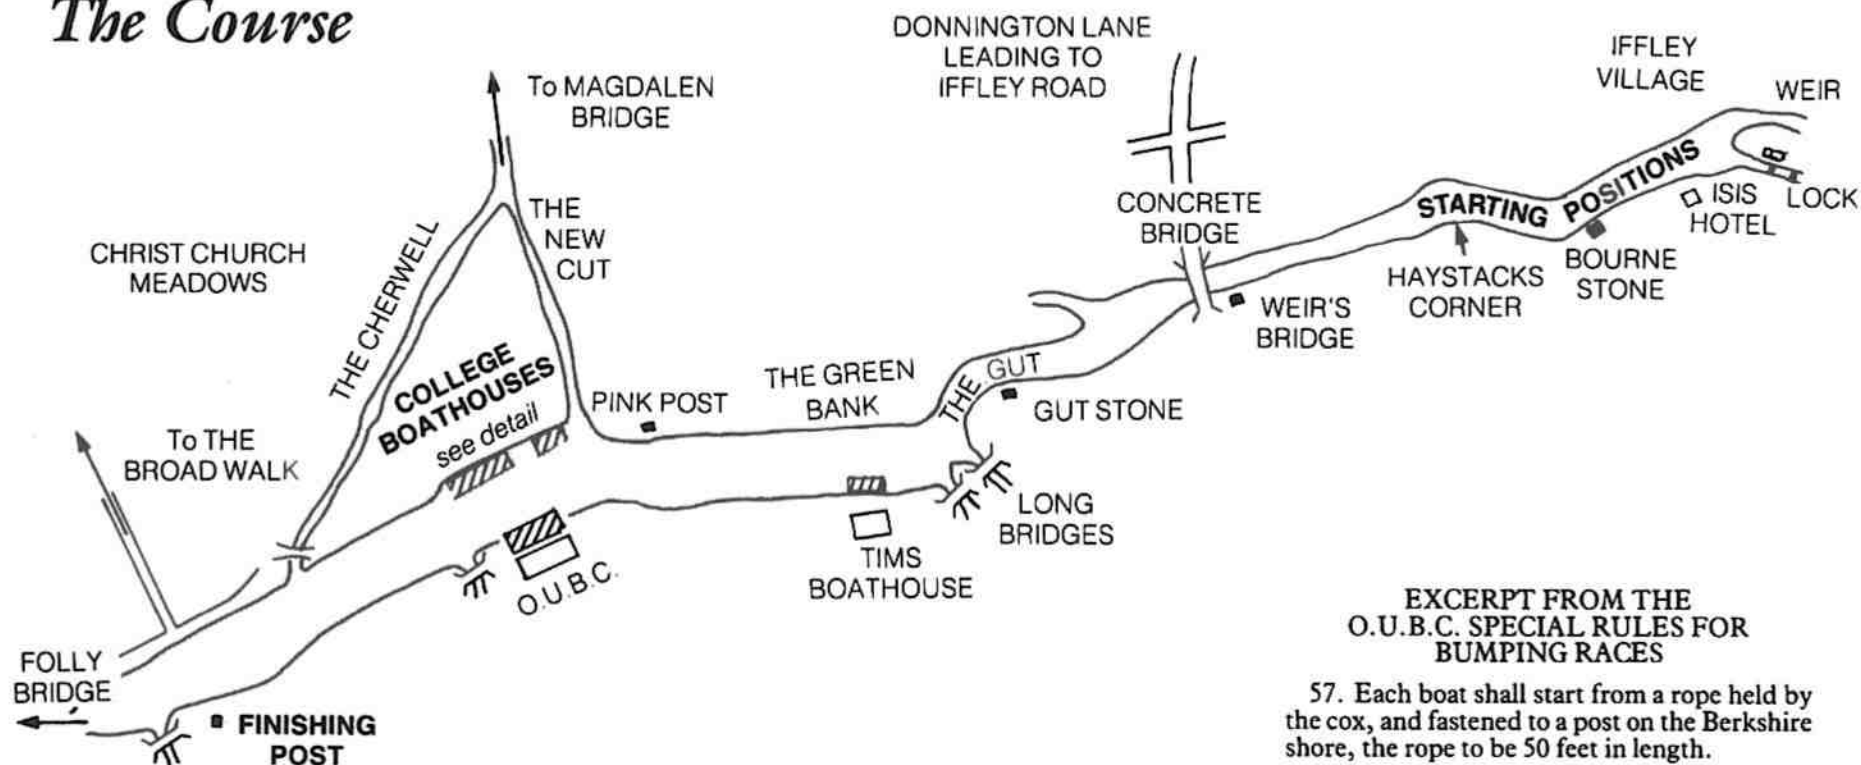 The Course
DONNINGTON LANE
LEADING TO
IFFLEY ROAD
IFFLEY
VILLAGE
WEIR
To MAGDALEN
BRIDGE
THE
NEW
CUT
CHRIST CHURCH
MEADOWS
THE CHERWELL
CONCRETE
BRIDGE
STARTING POSITIONS
ISIS
HOTEL
LOCK
HAYSTACKS
CORNER
BOURNE
STONE
WEIR'S
BRIDGE
COLLEGE
BOATHOUSES
see detail
PINK POST
THE GREEN
BANK
THE GUT
GUT STONE
To THE
BROAD WALK
LONG
BRIDGES
TIMS
BOATHOUSE
O.U.B.C.
FOLLY
BRIDGE
FINISHING
POST
EXCERPT FROM THE
O.U.B.C. SPECIAL RULES FOR
BUMPING RACES
57. Each boat shall start from a rope held by
the cox, and fastened to a post on the Berkshire
shore, the rope to be 50 feet in length.